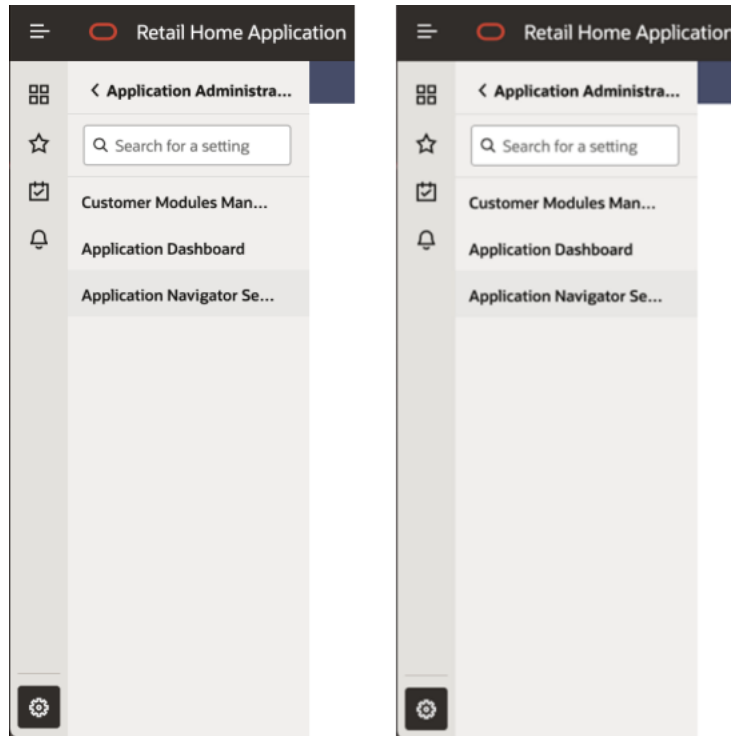 Retail Home Application
Application Administra...
Search for a setting
Customer Modules Man...
Application Dashboard
Application Navigator Se...
Retail Home Application
Application Administra...
Search for a setting
Customer Modules Man...
Application Dashboard
Application Navigator Se...